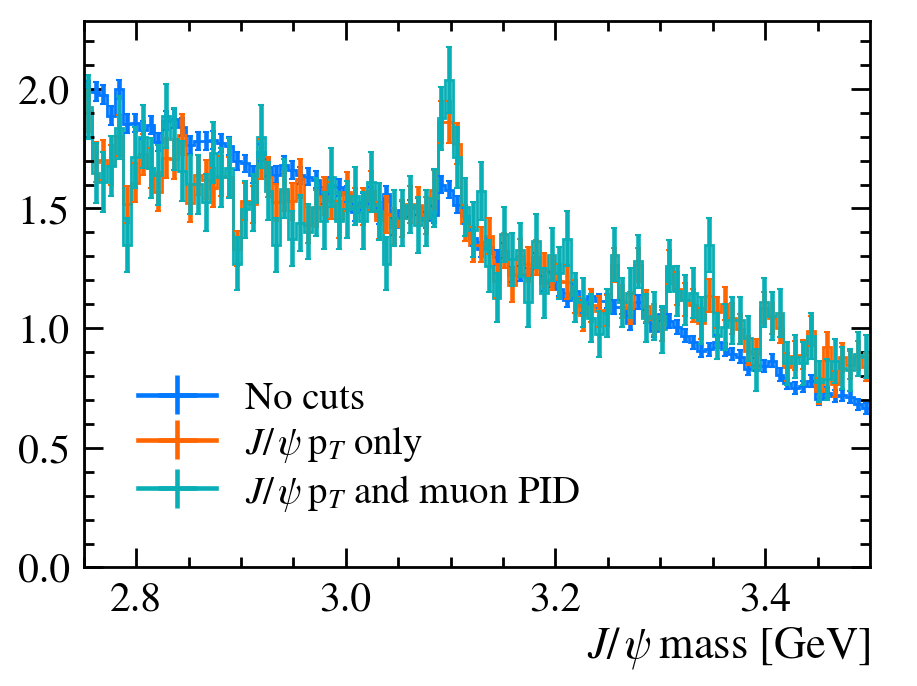 2.0
1.5
1.0
0.5
0.0
No cuts
J/ψ p_T only
J/ψ p_T and muon PID
2.8 3.0 3.2 3.4
J/ψ mass [GeV]